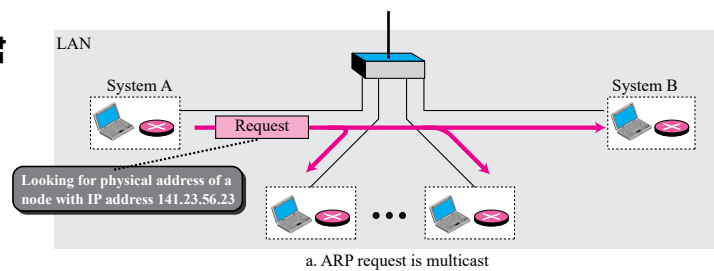 LAN
System A
System B
Request
Looking for physical address of a
node with IP address 141.23.56.23
a. ARP request is multicast